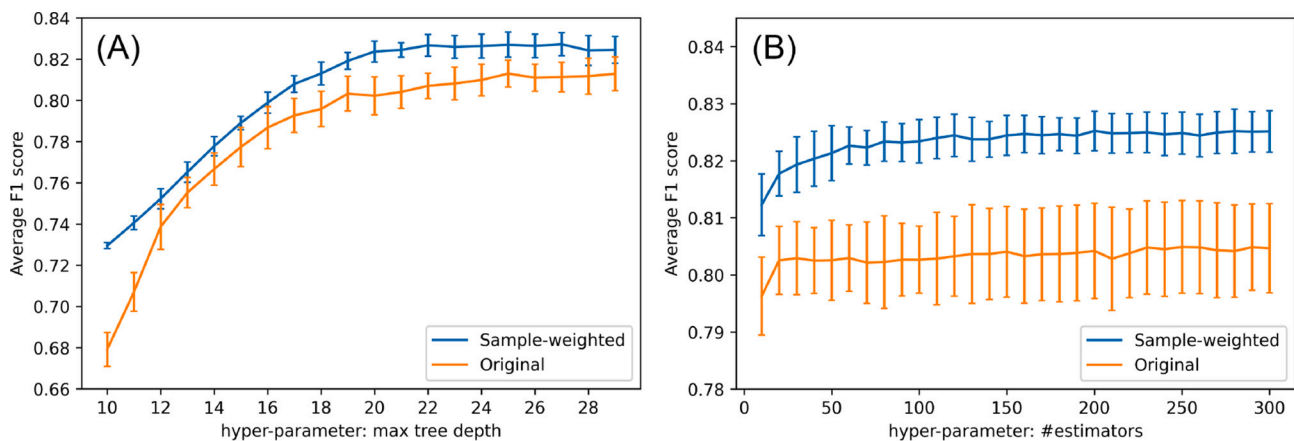 (A)
Average F1 score
0.84
0.82
0.80
0.78
0.76
0.74
0.72
0.70
0.68
0.66
10 12 14 16 18 20 22 24 26 28
hyper-parameter: max tree depth
Sample-weighted
Original
(B)
Average F1 score
0.84
0.83
0.82
0.81
0.80
0.79
0.78
0 50 100 150 200 250 300
hyper-parameter: #estimators
Sample-weighted
Original